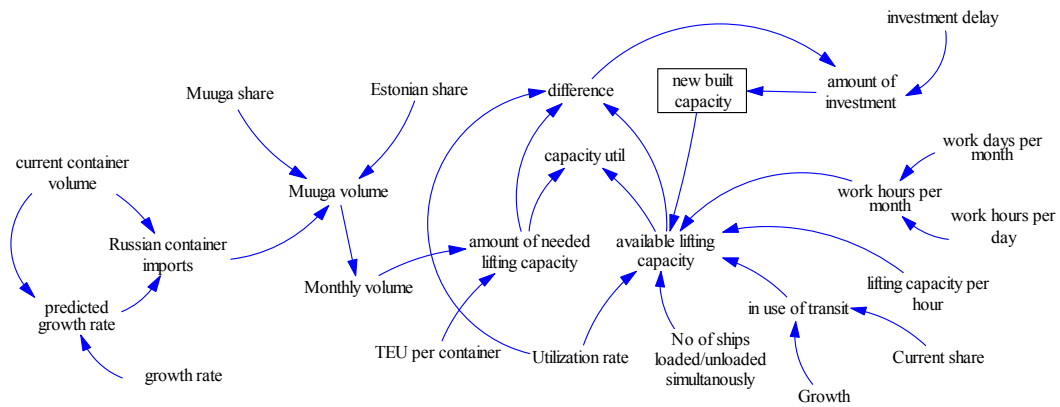 investment delay
Muuga share
Estonian share
difference
new built
capacity
amount of
investment
current container
volume
capacity util
work days per
month
Muuga volume
work hours per
month
work hours per
day
Russian container
imports
amount of needed
lifting capacity
available lifting
capacity
Monthly volume
lifting capacity per
hour
predicted
growth rate
in use of transit
TEU per container
Utilization rate
No of ships
loaded/unloaded
simultanously
Current share
growth rate
Growth